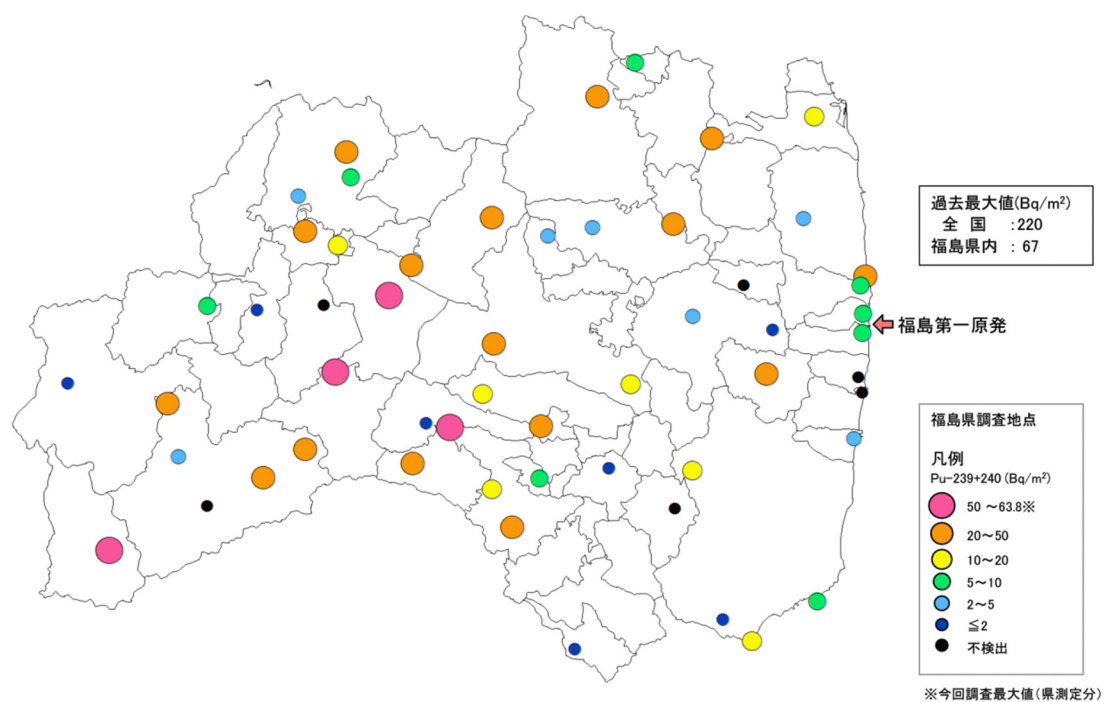 過去最大値(Bq/m²)
全 国 :220
福島県内 : 67
福島第一原発
福島県調査地点
凡例
Pu-239+240 (Bq/m²)
50 ~63.8※
20~50
10~20
5~10
2~5
≦2
不検出
※今回調査最大値(県測定分)